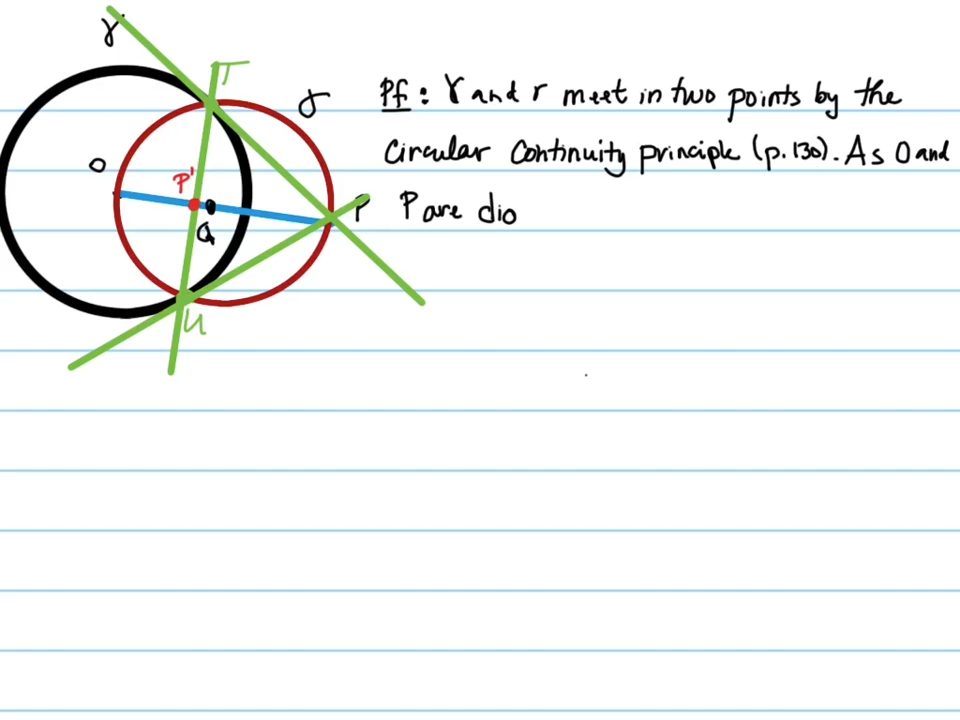 γ
T
σ
O
P'
Q
P
U
Pf: γ and σ meet in two points by the
Circular Continuity principle (p.130). As O and
P are dio